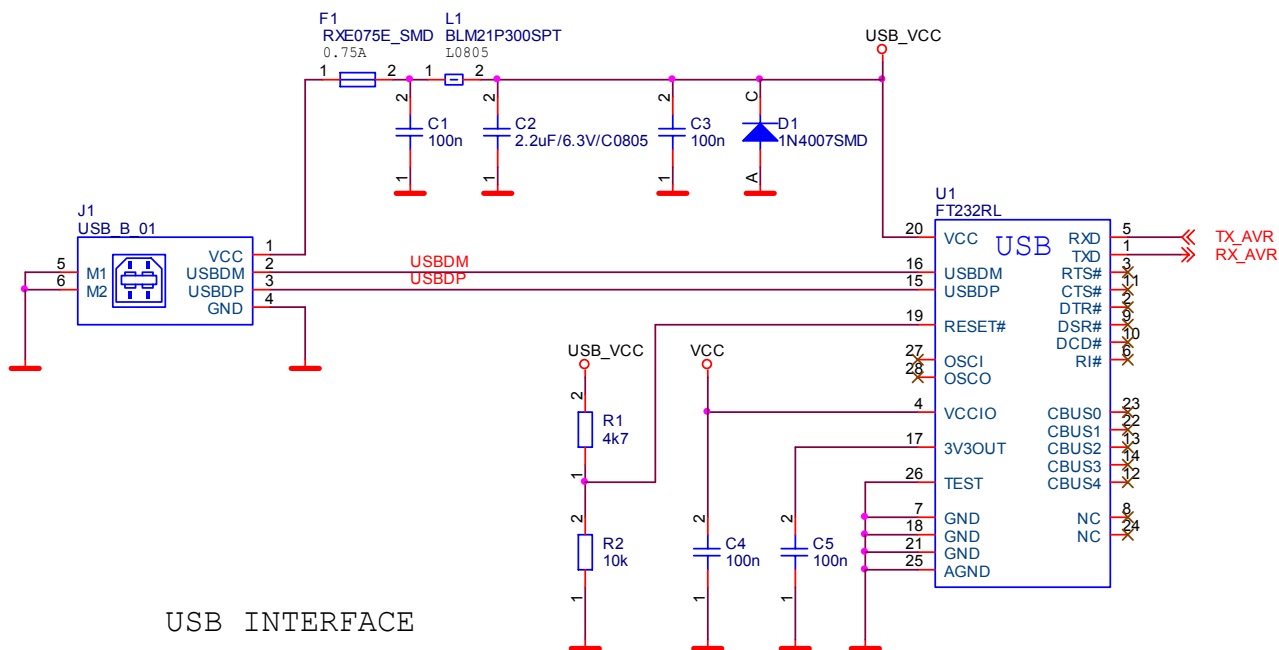 F1
RXE075E_SMD
0.75A
1
2
L1
BLM21P300SPT
L0805
1
2
USB_VCC
2
C1
100n
1
2
C2
2.2uF/6.3V/C0805
1
2
C3
100n
1
C
D1
1N4007SMD
A
J1
USB_B_01
5
M1
6
M2
VCC
1
USBDM
2
USBDP
3
GND
4
USBDM
USBDP
U1
FT232RL
USB
20
VCC
16
USBDM
15
USBDP
19
RESET#
27
OSCI
28
OSCO
4
VCCIO
17
3V3OUT
26
TEST
7
GND
18
GND
21
GND
25
AGND
RXD
5
TX_AVR
TXD
1
RX_AVR
RTS#
3
CTS#
11
DTR#
2
DSR#
9
DCD#
10
RI#
6
CBUS0
23
CBUS1
22
CBUS2
13
CBUS3
14
CBUS4
12
NC
8
NC
24
USB_VCC
2
R1
4k7
1
2
R2
10k
1
VCC
2
C4
100n
1
2
C5
100n
1
USB INTERFACE